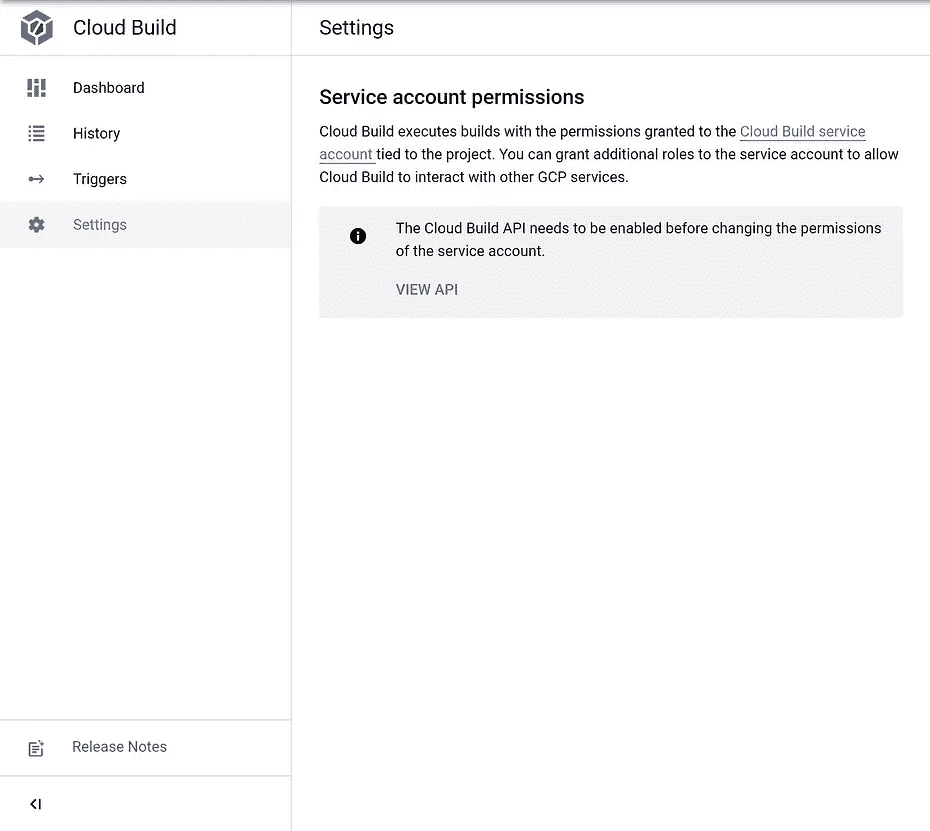 Cloud Build
Settings
Dashboard
History
Triggers
Settings
Service account permissions
Cloud Build executes builds with the permissions granted to the Cloud Build service
account tied to the project. You can grant additional roles to the service account to allow
Cloud Build to interact with other GCP services.
The Cloud Build API needs to be enabled before changing the permissions
of the service account.
VIEW API
Release Notes